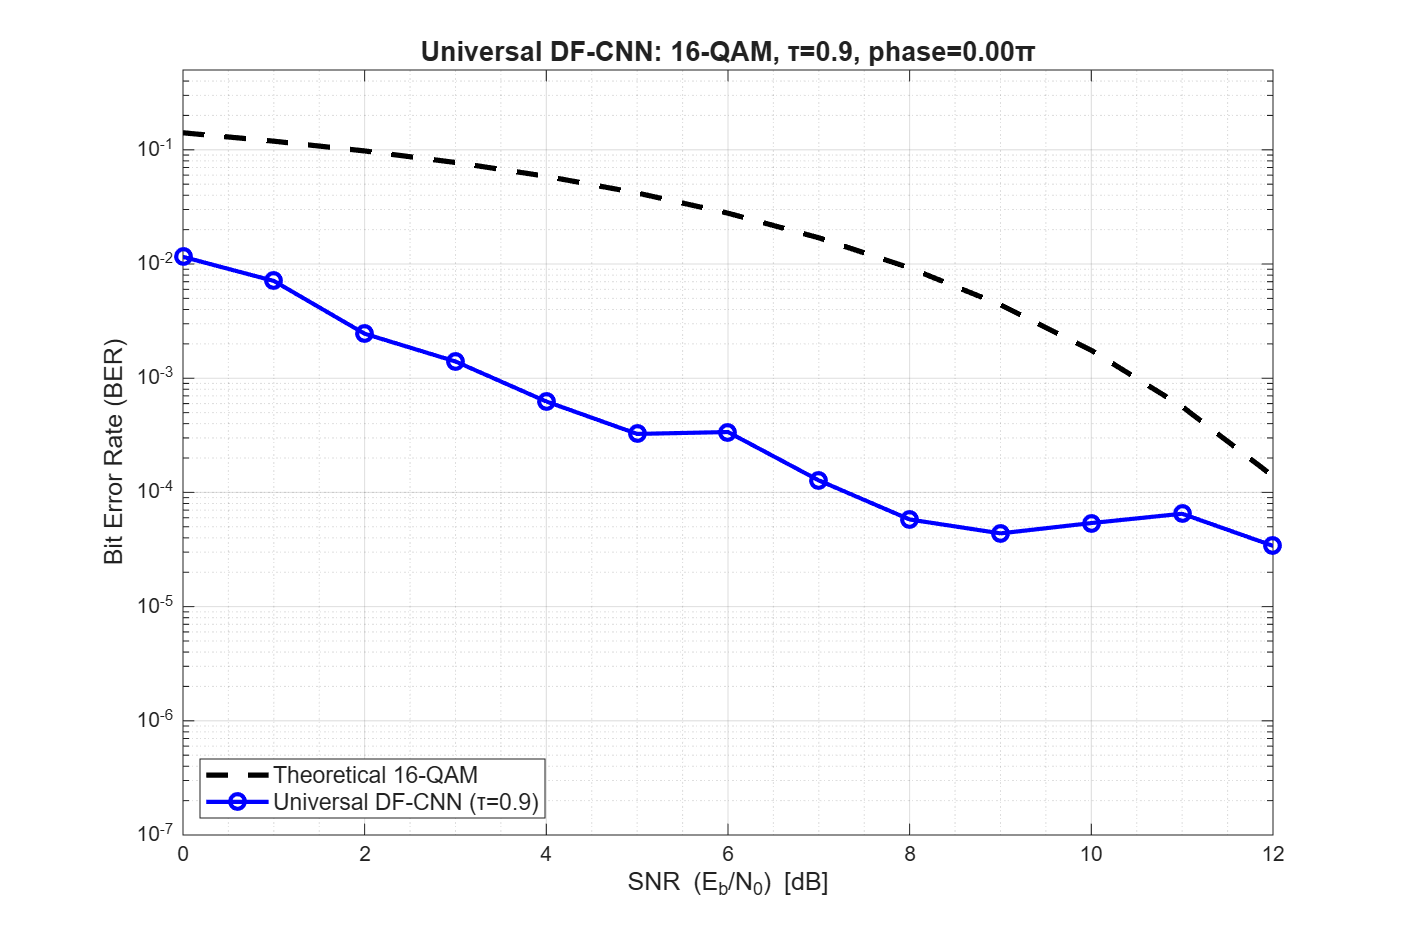 Universal DF-CNN: 16-QAM, τ=0.9, phase=0.00π
10⁻¹
10⁻²
10⁻³
10⁻⁴
10⁻⁵
10⁻⁶
10⁻⁷
Bit Error Rate (BER)
Theoretical 16-QAM
Universal DF-CNN (τ=0.9)
0 2 4 6 8 10 12
SNR (E_b/N_0) [dB]